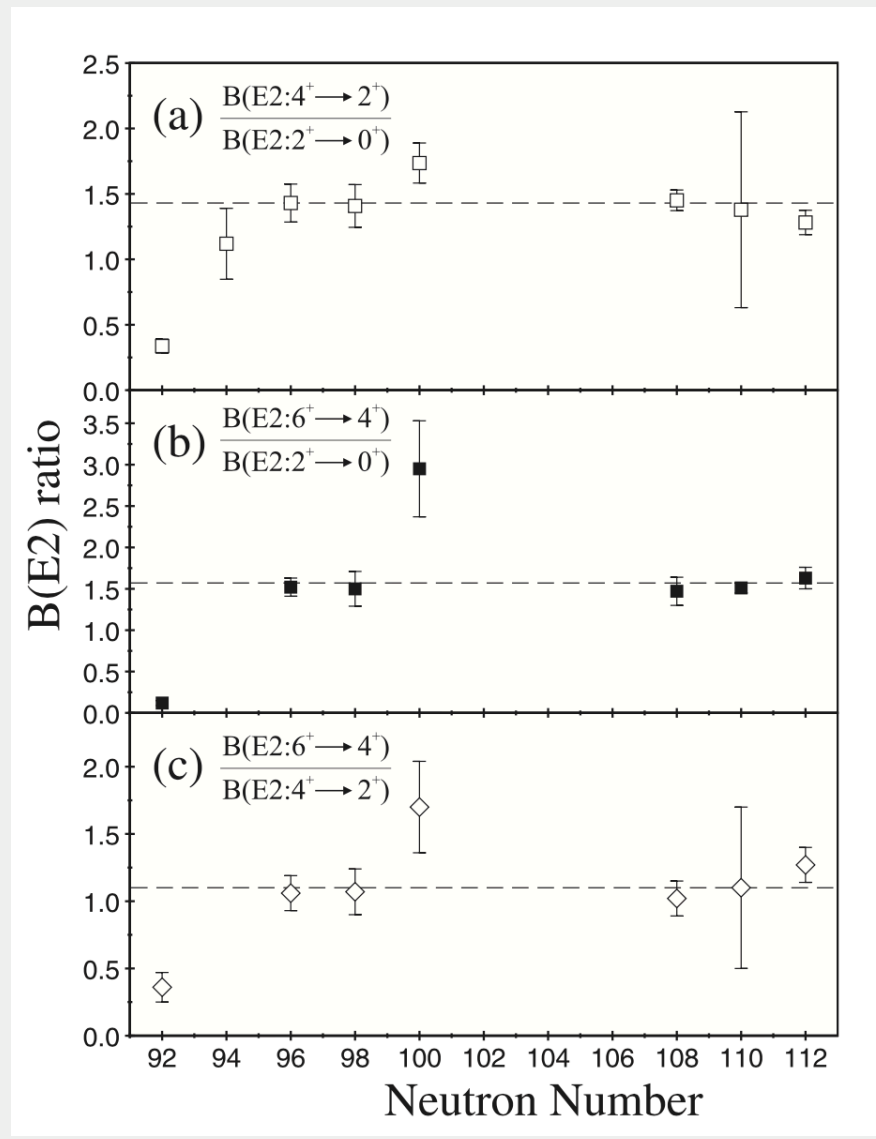 B(E2) ratio
2.5
2.0
1.5
1.0
0.5
0.0
(a)
B(E2:4⁺→2⁺)
B(E2:2⁺→0⁺)
3.5
3.0
2.5
2.0
1.5
1.0
0.5
0.0
(b)
B(E2:6⁺→4⁺)
B(E2:2⁺→0⁺)
2.0
1.5
1.0
0.5
0.0
(c)
B(E2:6⁺→4⁺)
B(E2:4⁺→2⁺)
92 94 96 98 100 102 104 106 108 110 112
Neutron Number